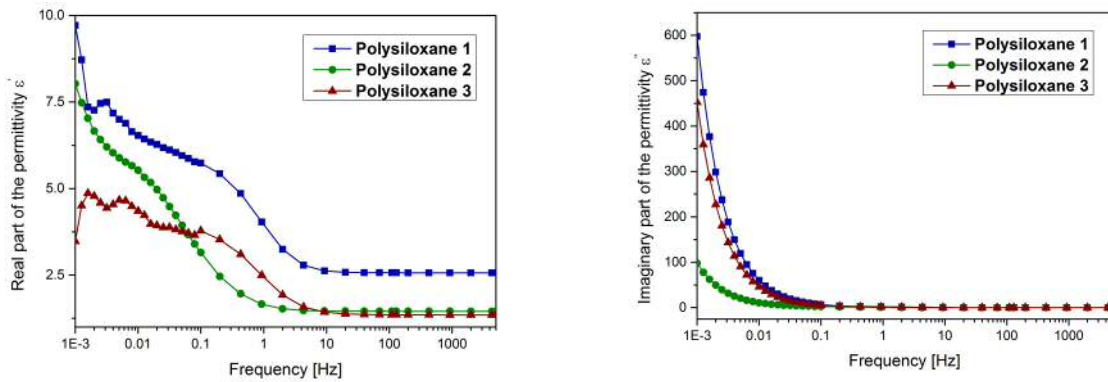 Real part of the permittivity ε'
10.0
7.5
5.0
2.5
1E-3 0.01 0.1 1 10 100 1000
Frequency [Hz]
Polysiloxane 1
Polysiloxane 2
Polysiloxane 3
Imaginary part of the permittivity ε"
600
500
400
300
200
100
0
1E-3 0.01 0.1 1 10 100 1000
Frequency [Hz]
Polysiloxane 1
Polysiloxane 2
Polysiloxane 3